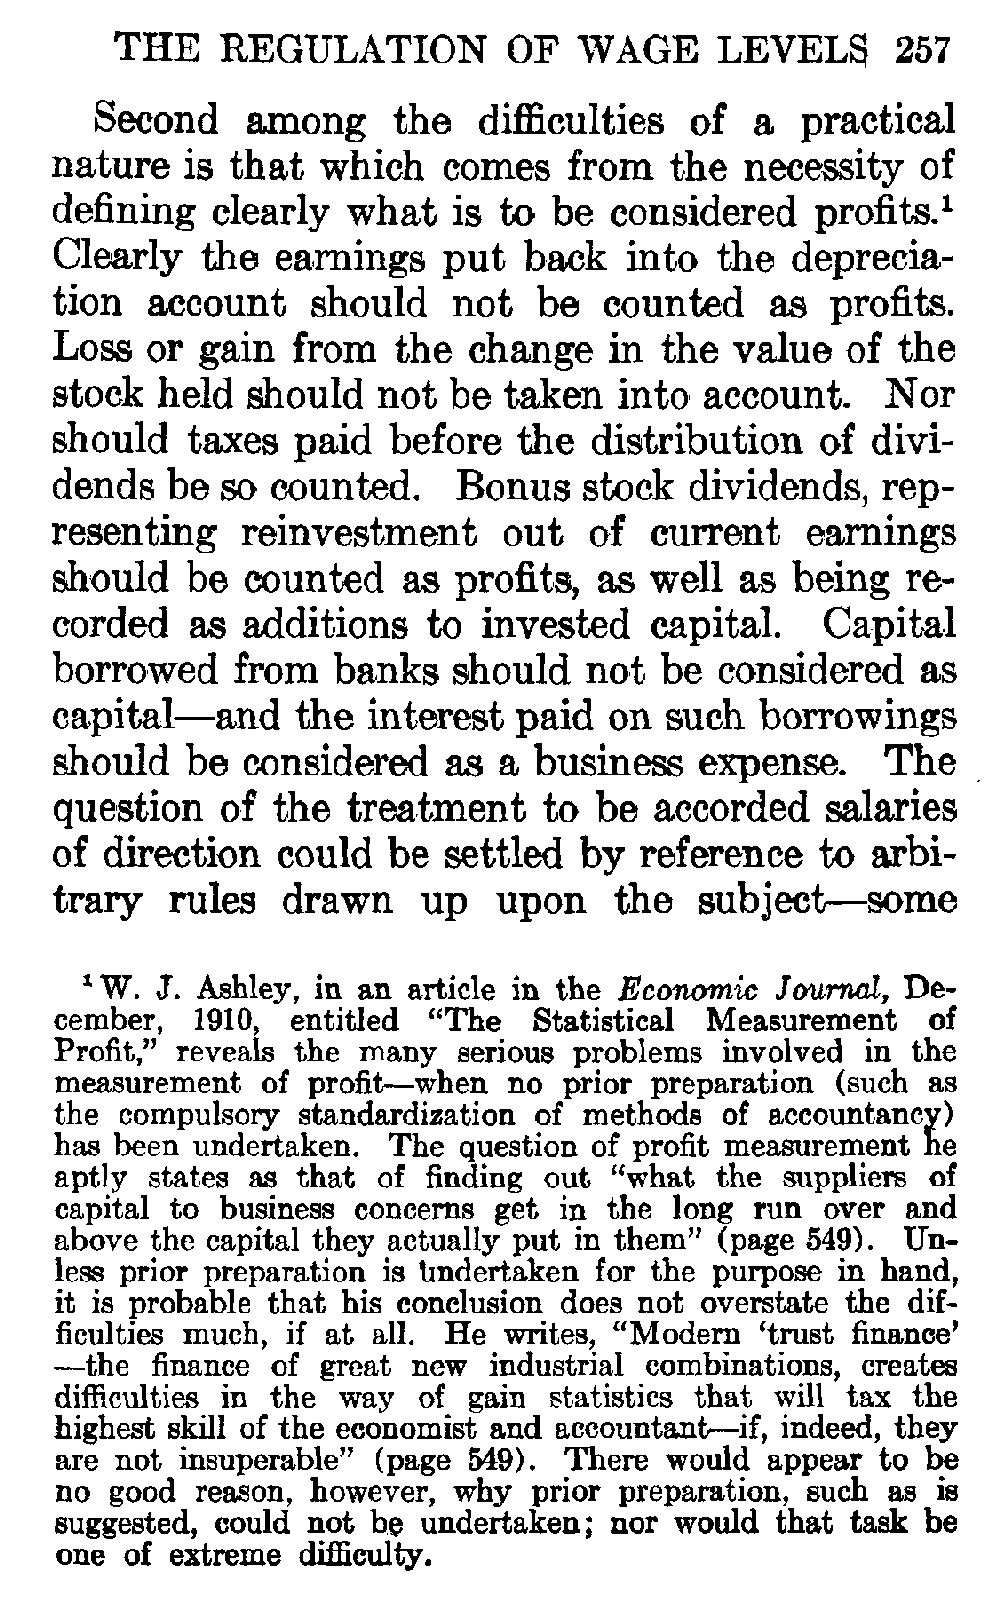 THE REGULATION OF WAGE LEVELS 257
Second among the difficulties of a practical
nature is that which comes from the necessity of
defining clearly what is to be considered profits.¹
Clearly the earnings put back into the deprecia-
tion account should not be counted as profits.
Loss or gain from the change in the value of the
stock held should not be taken into account. Nor
should taxes paid before the distribution of divi-
dends be so counted. Bonus stock dividends, rep-
resenting reinvestment out of current earnings
should be counted as profits, as well as being re-
corded as additions to invested capital. Capital
borrowed from banks should not be considered as
capital—and the interest paid on such borrowings
should be considered as a business expense. The
question of the treatment to be accorded salaries
of direction could be settled by reference to arbi-
trary rules drawn up upon the subject—some
¹ W. J. Ashley, in an article in the Economic Journal, De-
cember, 1910, entitled “The Statistical Measurement of
Profit,” reveals the many serious problems involved in the
measurement of profit—when no prior preparation (such as
the compulsory standardization of methods of accountancy)
has been undertaken. The question of profit measurement he
aptly states as that of finding out “what the suppliers of
capital to business concerns get in the long run over and
above the capital they actually put in them” (page 549). Un-
less prior preparation is undertaken for the purpose in hand,
it is probable that his conclusion does not overstate the dif-
ficulties much, if at all. He writes, “Modern ‘trust finance’
—the finance of great new industrial combinations, creates
difficulties in the way of gain statistics that will tax the
highest skill of the economist and accountant—if, indeed, they
are not insuperable” (page 549). There would appear to be
no good reason, however, why prior preparation, such as is
suggested, could not be undertaken; nor would that task be
one of extreme difficulty.